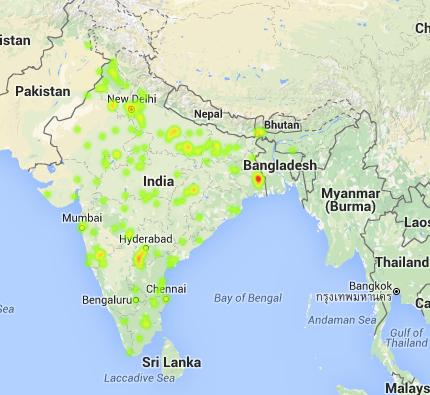 istan
Ch
Pakistan
New Delhi
Nepal
Bhutan
Bangladesh
India
Myanmar
(Burma)
Mumbai
Laos
Hyderabad
Thailand
Bangkok
กรุงเทพมหานคร
Bengaluru
Chennai
Bay of Bengal
Ca
Andaman Sea
Gulf of
Thailand
Sea
Sri Lanka
Laccadive Sea
Malays